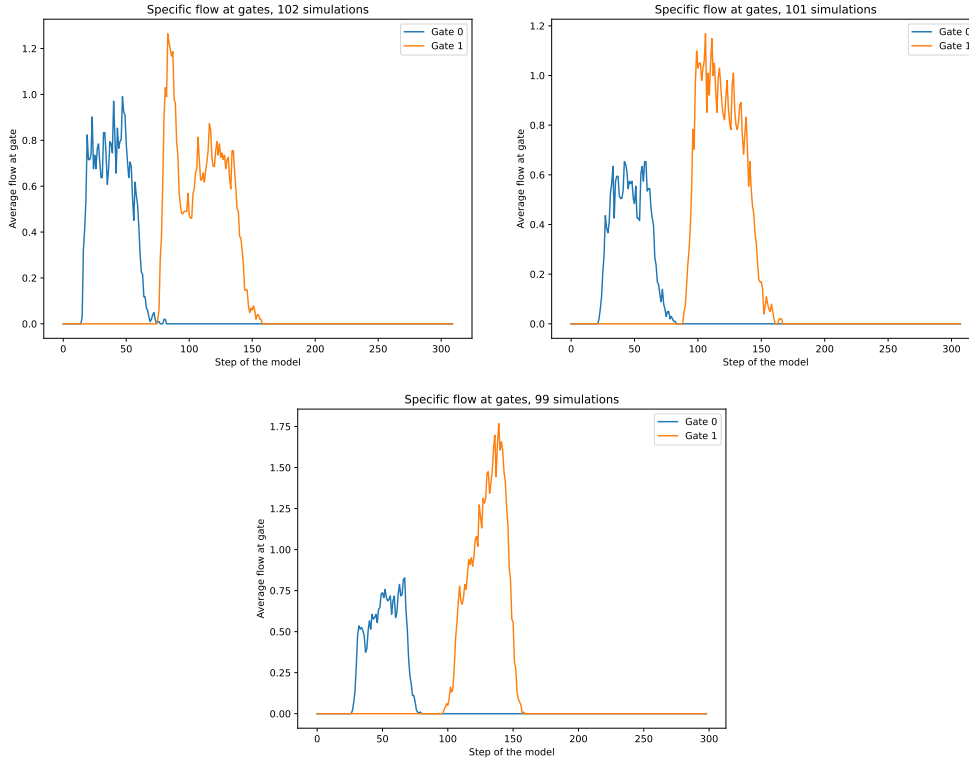 Specific flow at gates, 102 simulations
Gate 0
Gate 1
1.2
1.0
0.8
0.6
0.4
0.2
0.0
Average flow at gate
0
50
100
150
200
250
300
Step of the model
Specific flow at gates, 101 simulations
Gate 0
Gate 1
1.2
1.0
0.8
0.6
0.4
0.2
0.0
Average flow at gate
0
50
100
150
200
250
300
Step of the model
Specific flow at gates, 99 simulations
Gate 0
Gate 1
1.75
1.50
1.25
1.00
0.75
0.50
0.25
0.00
Average flow at gate
0
50
100
150
200
250
300
Step of the model